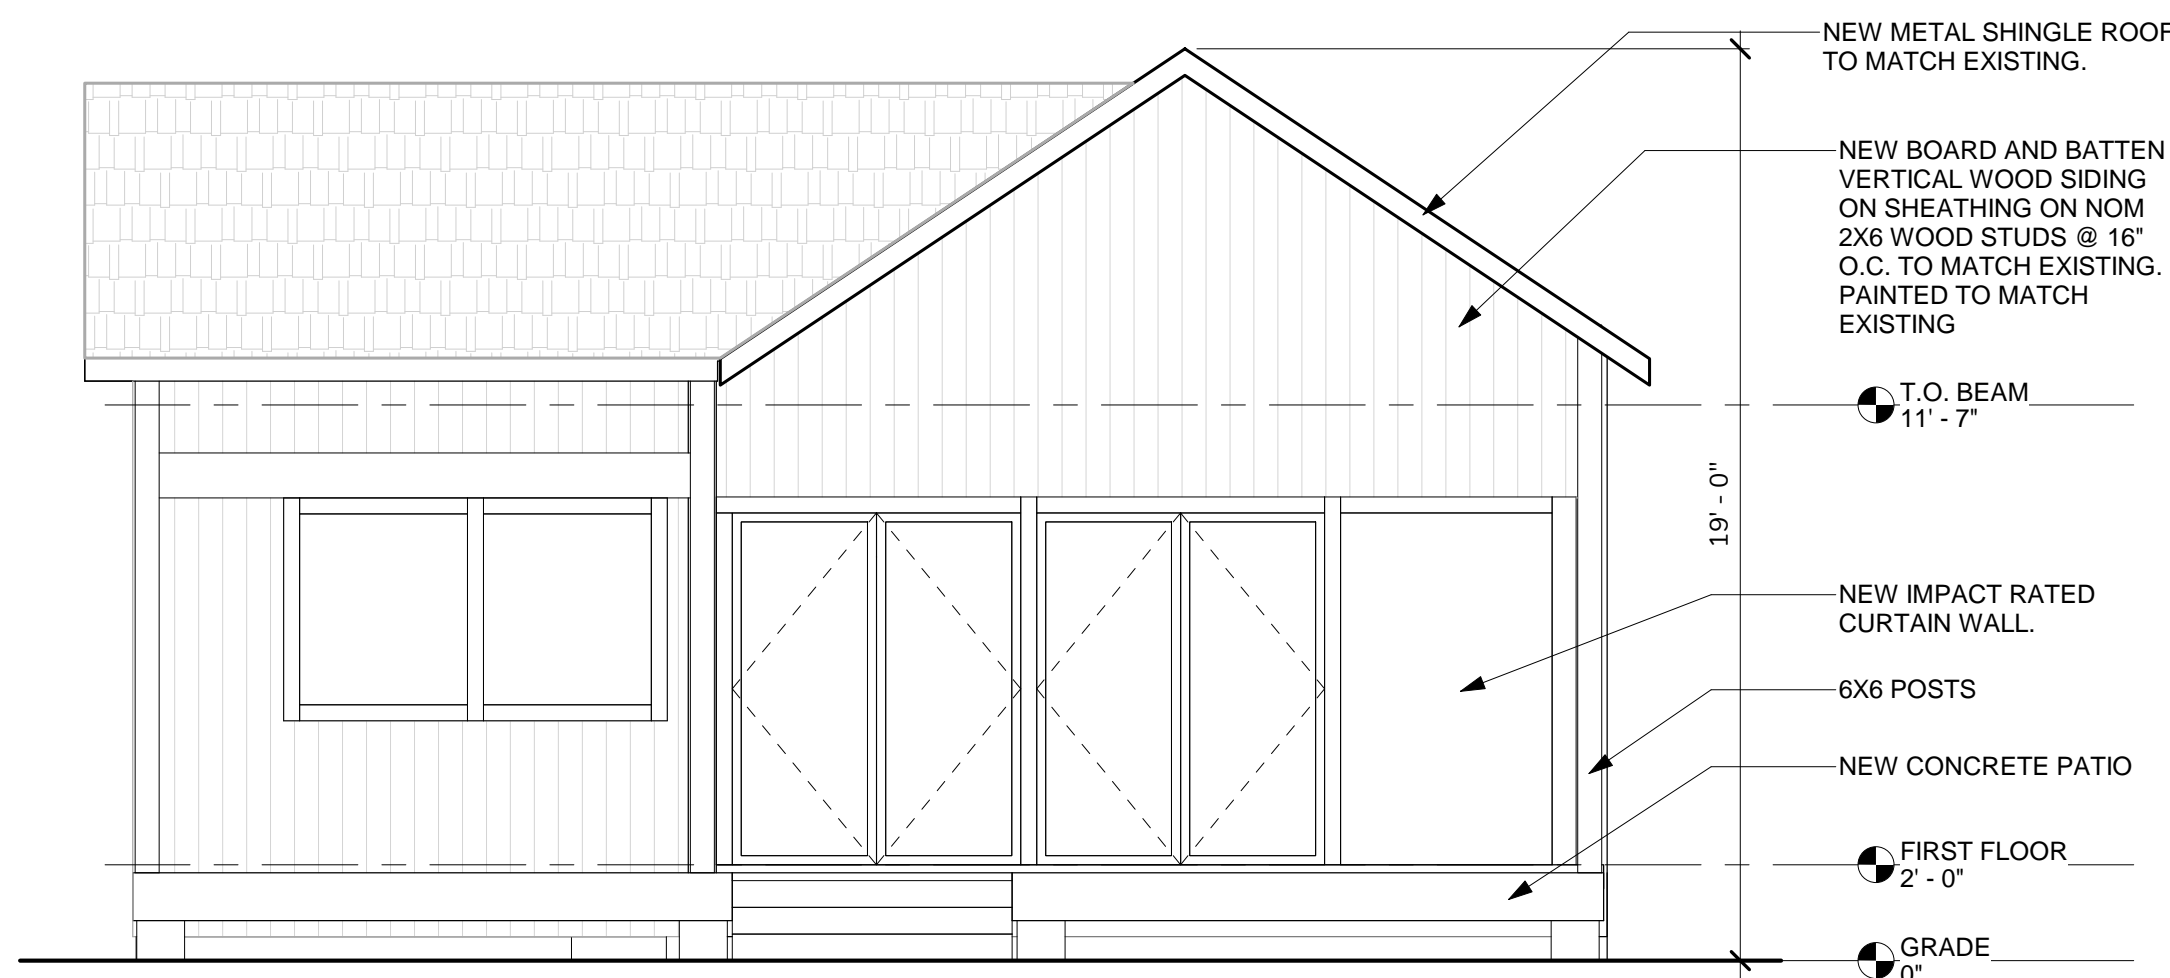 NEW METAL SHINGLE ROOF
TO MATCH EXISTING.
NEW BOARD AND BATTEN
VERTICAL WOOD SIDING
ON SHEATHING ON NOM
2X6 WOOD STUDS @ 16"
O.C. TO MATCH EXISTING.
PAINTED TO MATCH
EXISTING
T.O. BEAM
11' - 7"
19' - 0"
NEW IMPACT RATED
CURTAIN WALL.
6X6 POSTS
NEW CONCRETE PATIO
FIRST FLOOR
2' - 0"
GRADE
0"